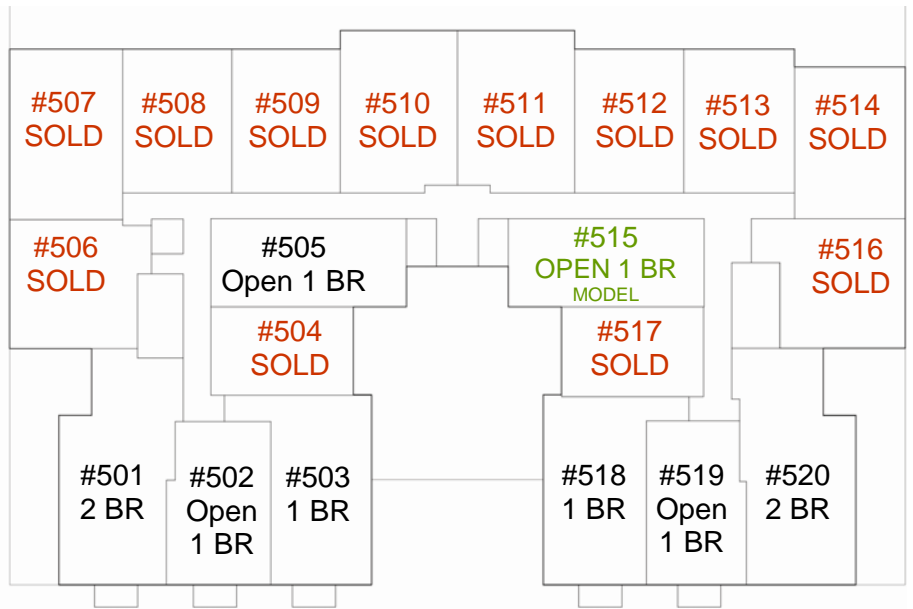 #507
SOLD
#508
SOLD
#509
SOLD
#510
SOLD
#511
SOLD
#512
SOLD
#513
SOLD
#514
SOLD
#506
SOLD
#505
Open 1 BR
#515
OPEN 1 BR
MODEL
#516
SOLD
#504
SOLD
#517
SOLD
#501
2 BR
#502
Open
1 BR
#503
1 BR
#518
1 BR
#519
Open
1 BR
#520
2 BR